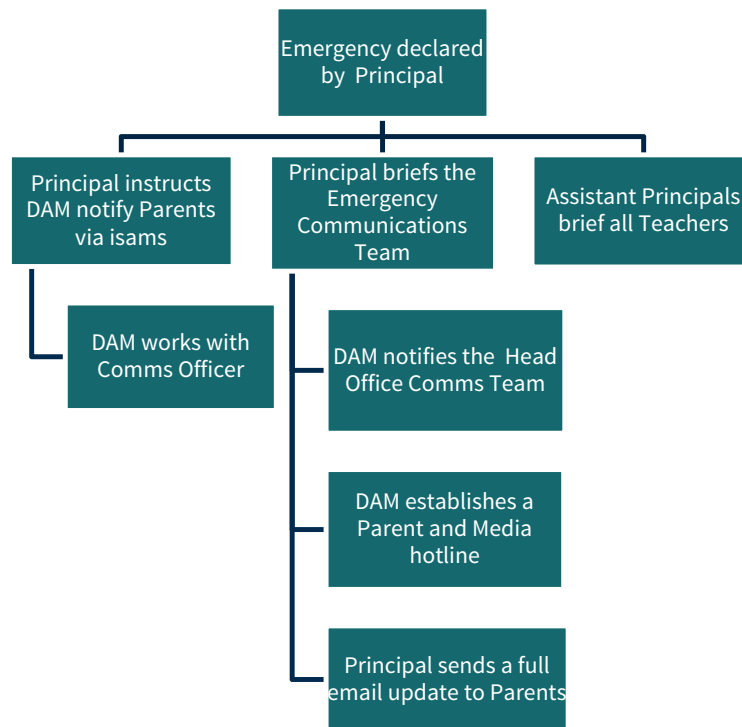 Emergency declared
by Principal
Principal instructs
DAM notify Parents
via isams
Principal briefs the
Emergency
Communications
Team
Assistant Principals
brief all Teachers
DAM works with
Comms Officer
DAM notifies the Head
Office Comms Team
DAM establishes a
Parent and Media
hotline
Principal sends a full
email update to Parents